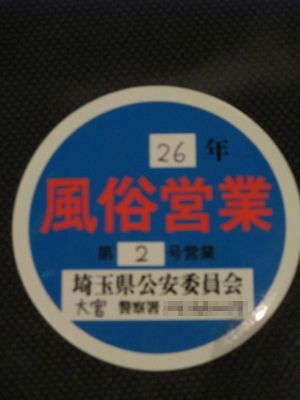 26 年
風俗営業
第 2 号営業
埼玉県公安委員会
大宮 警察署